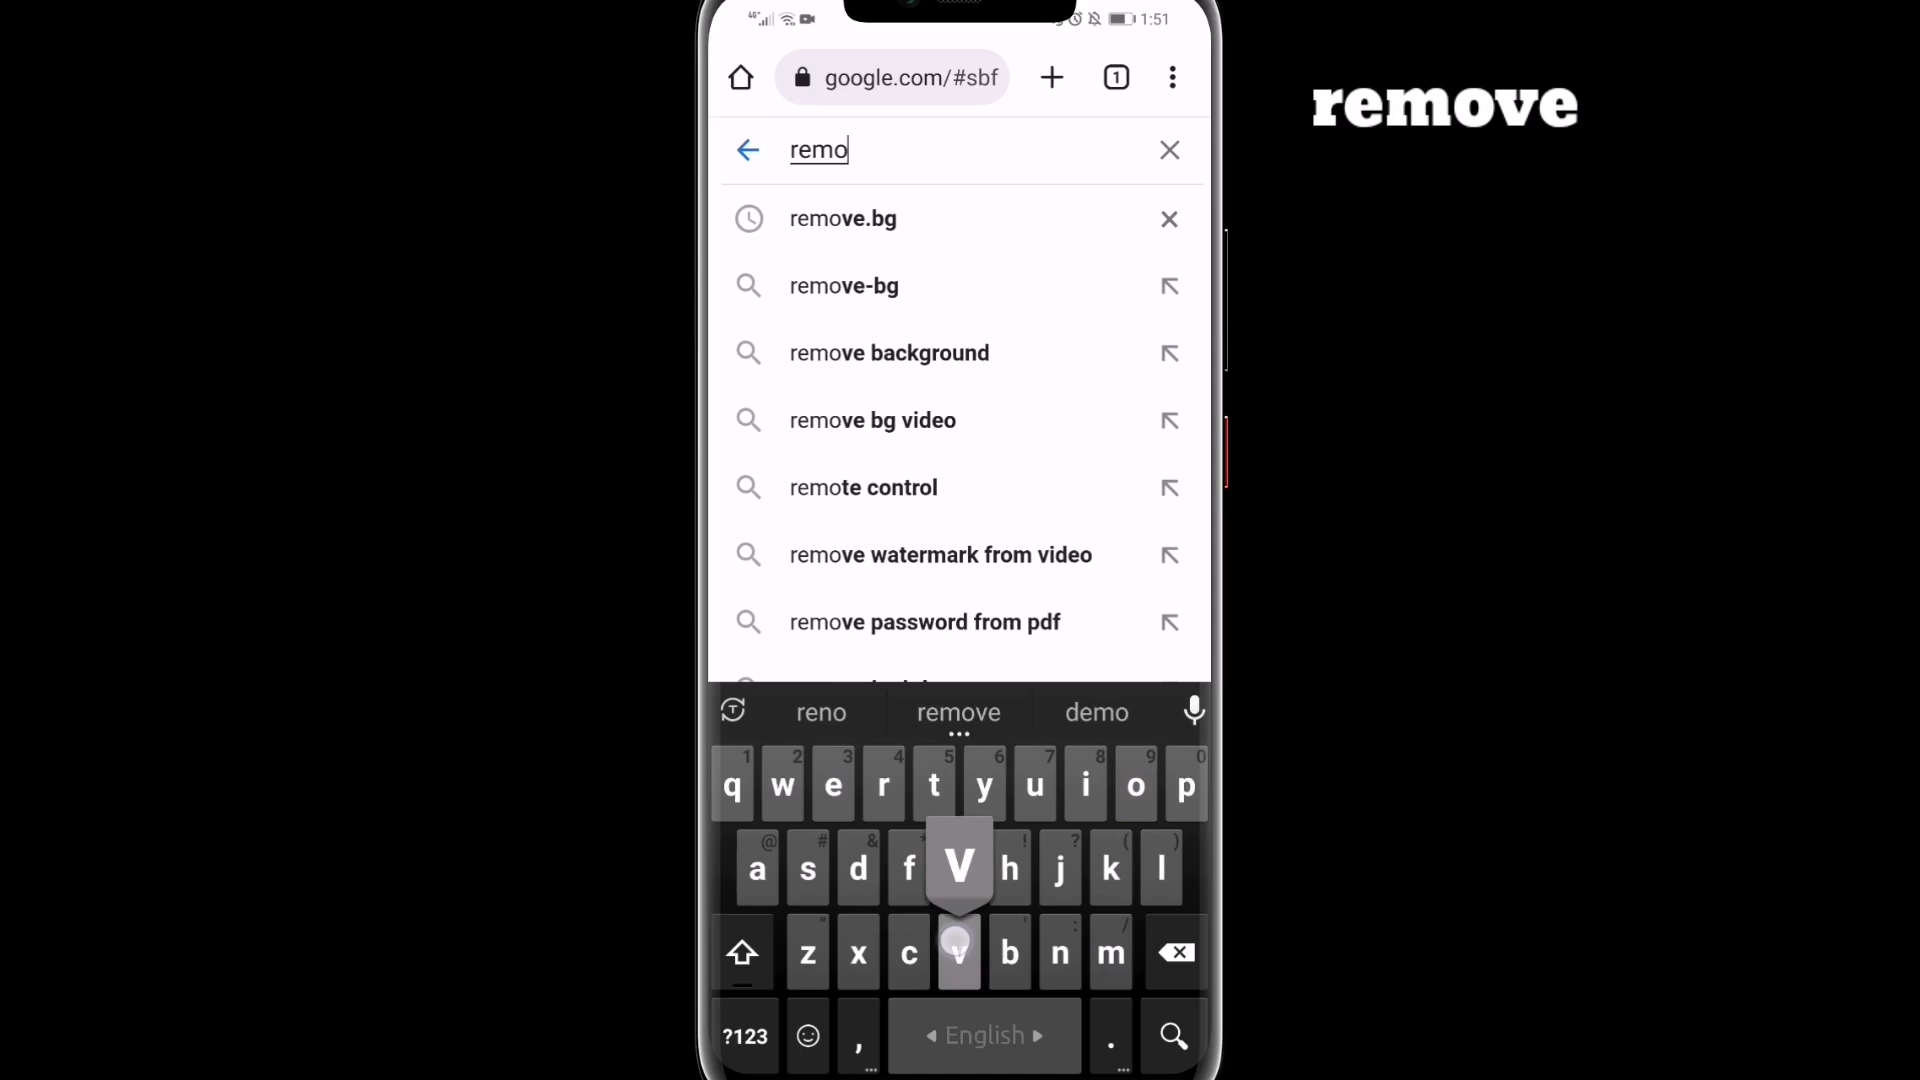 4G+ 1:51
google.com/#sbf 1
remove
remo
remove.bg
remove-bg
remove background
remove bg video
remote control
remove watermark from video
remove password from pdf
reno remove demo
1 2 3 4 5 6 7 8 9 0
q w e r t y u i o p
@ # & * ! ? ( )
a s d f V h j k l
" ' : /
z x c v b n m
?123 , English .